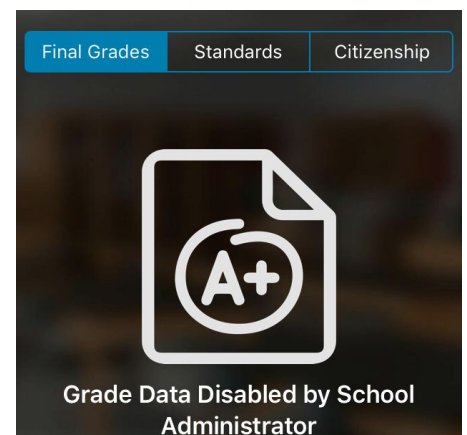 Final Grades Standards Citizenship
A+
Grade Data Disabled by School
Administrator